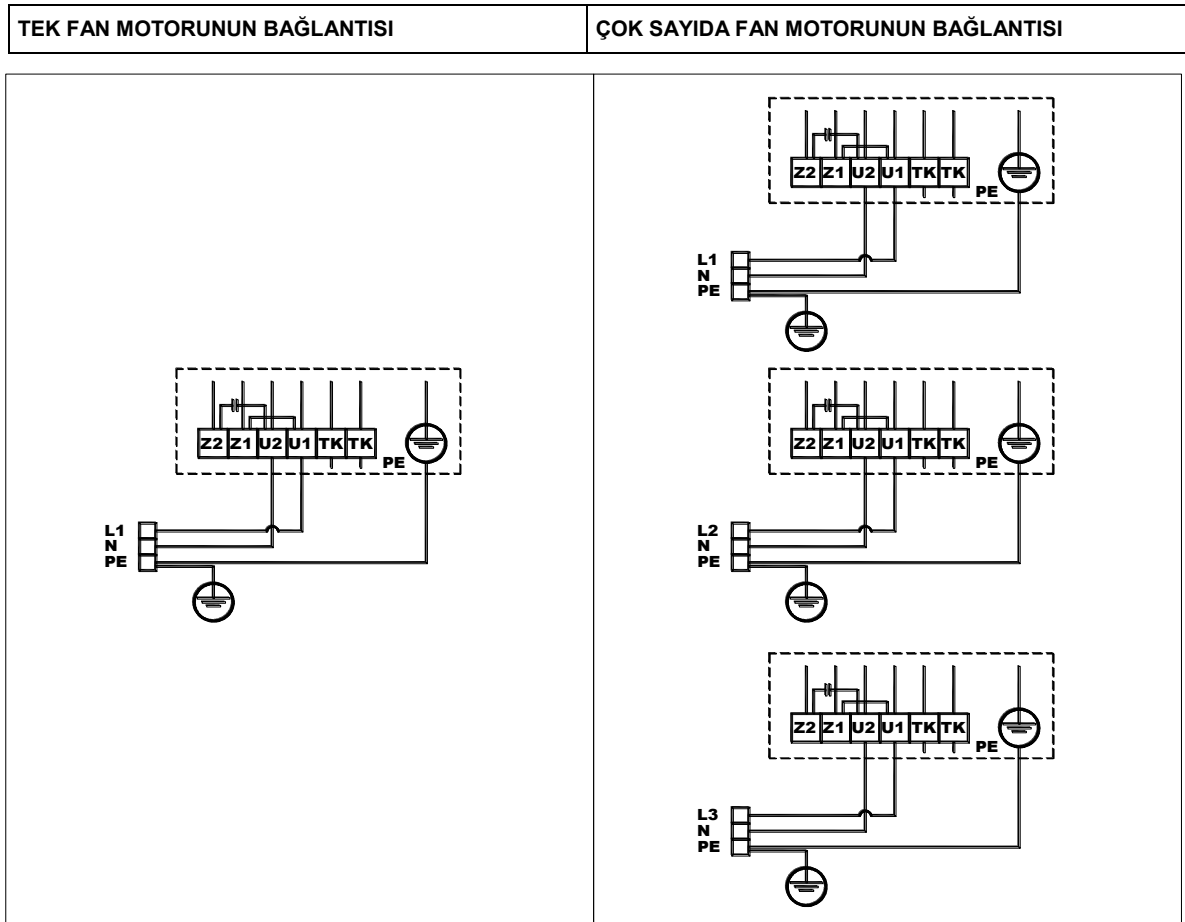 TEK FAN MOTORUNUN BAĞLANTISI
ÇOK SAYIDA FAN MOTORUNUN BAĞLANTISI
Z2 Z1 U2 U1 TK TK
PE
L1
N
PE
Z2 Z1 U2 U1 TK TK
PE
L1
N
PE
Z2 Z1 U2 U1 TK TK
PE
L2
N
PE
Z2 Z1 U2 U1 TK TK
PE
L3
N
PE